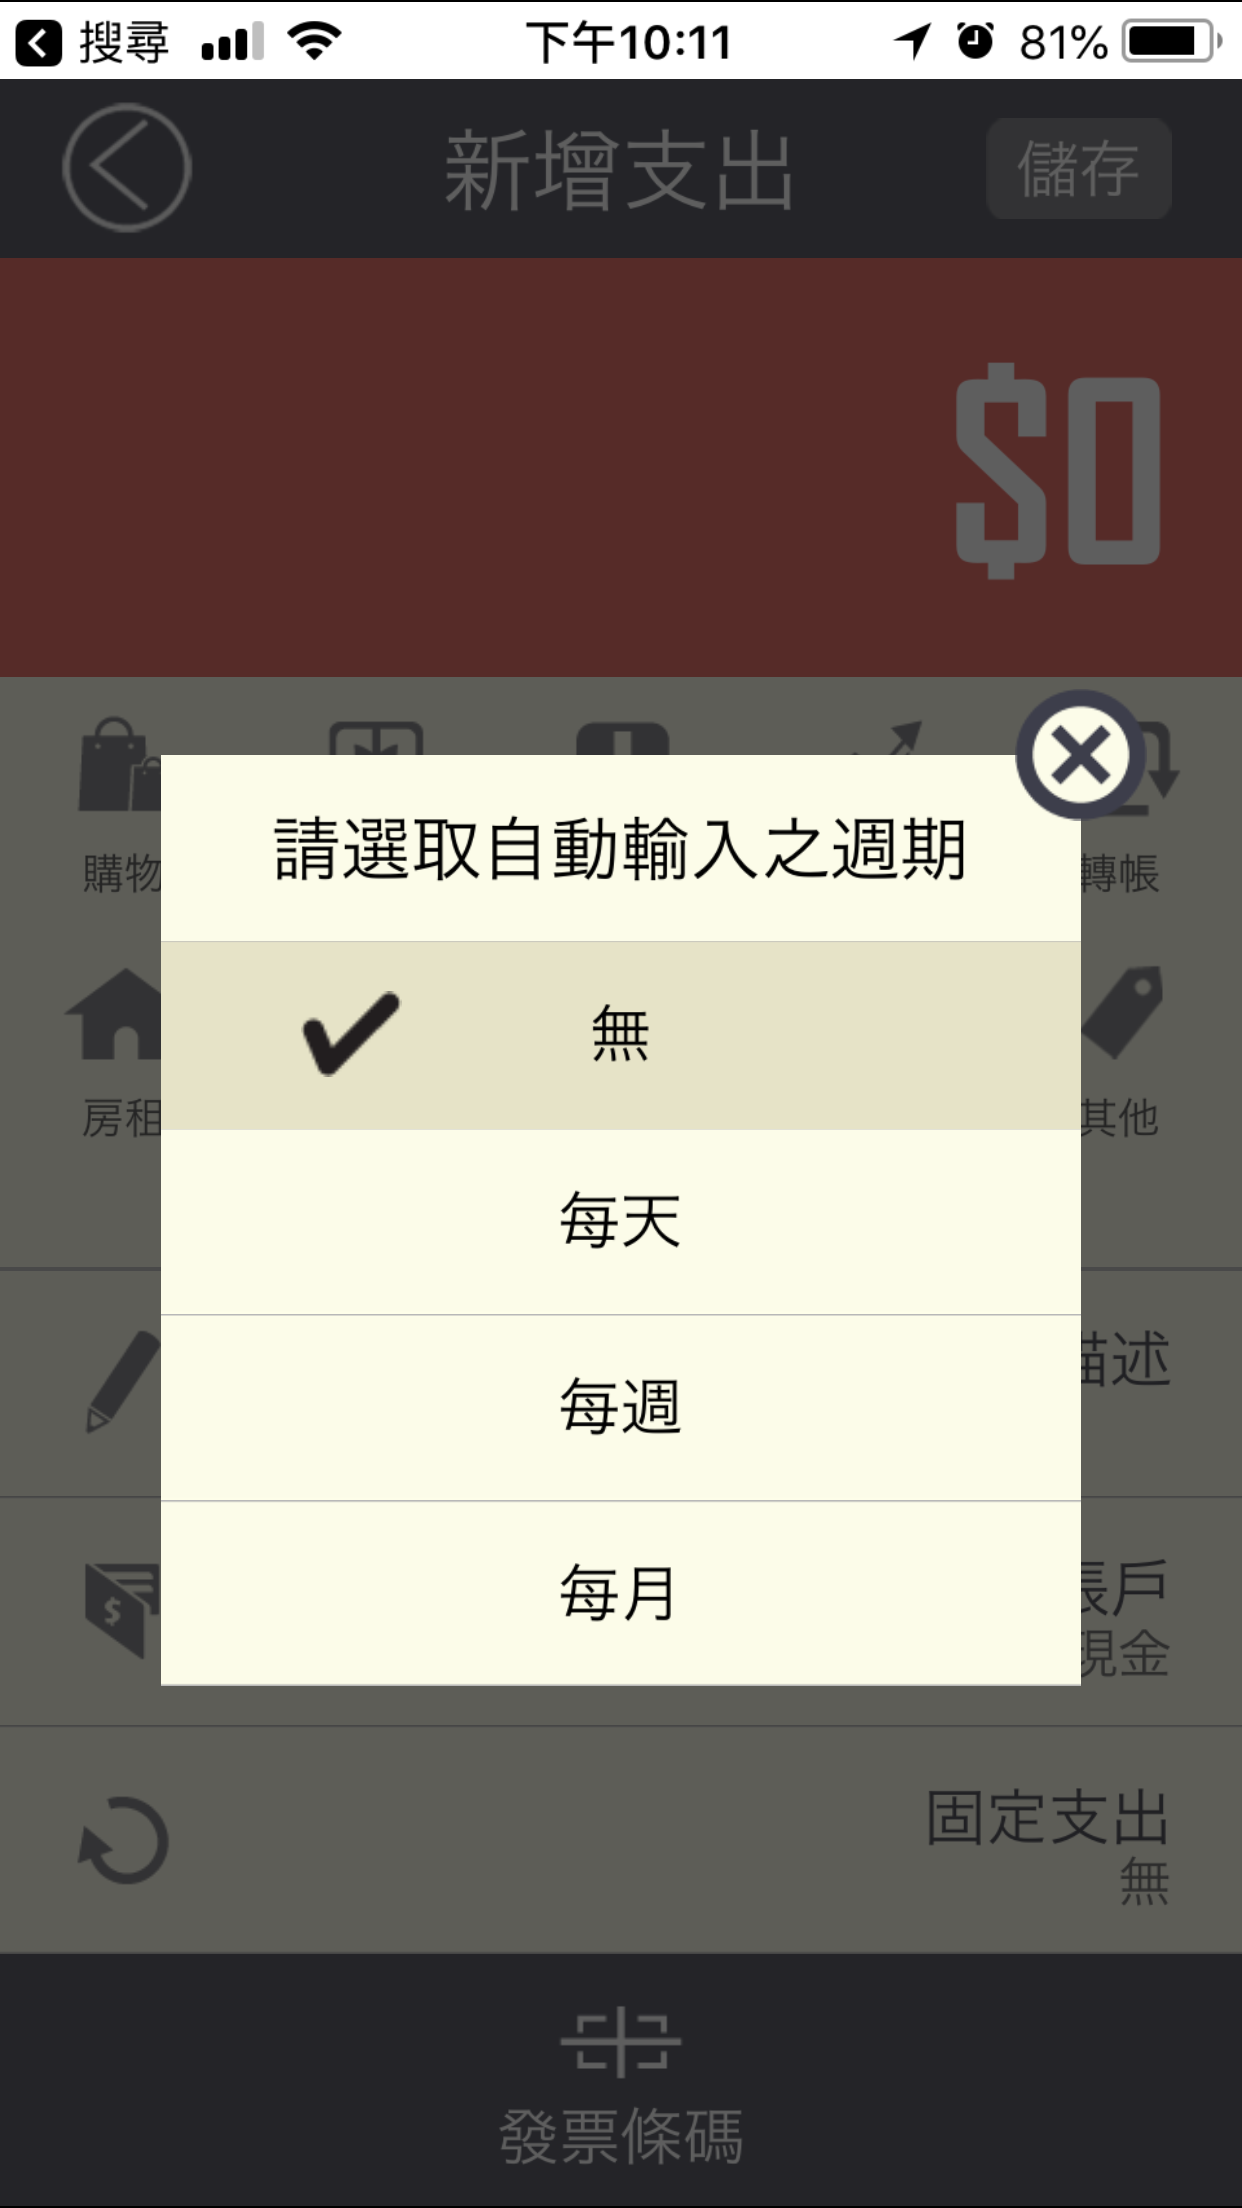 搜尋
下午10:11
81%
新增支出
儲存
$0
購物
轉帳
請選取自動輸入之週期
無
房租
其他
每天
描述
每週
帳戶
每月
現金
固定支出
無
發票條碼